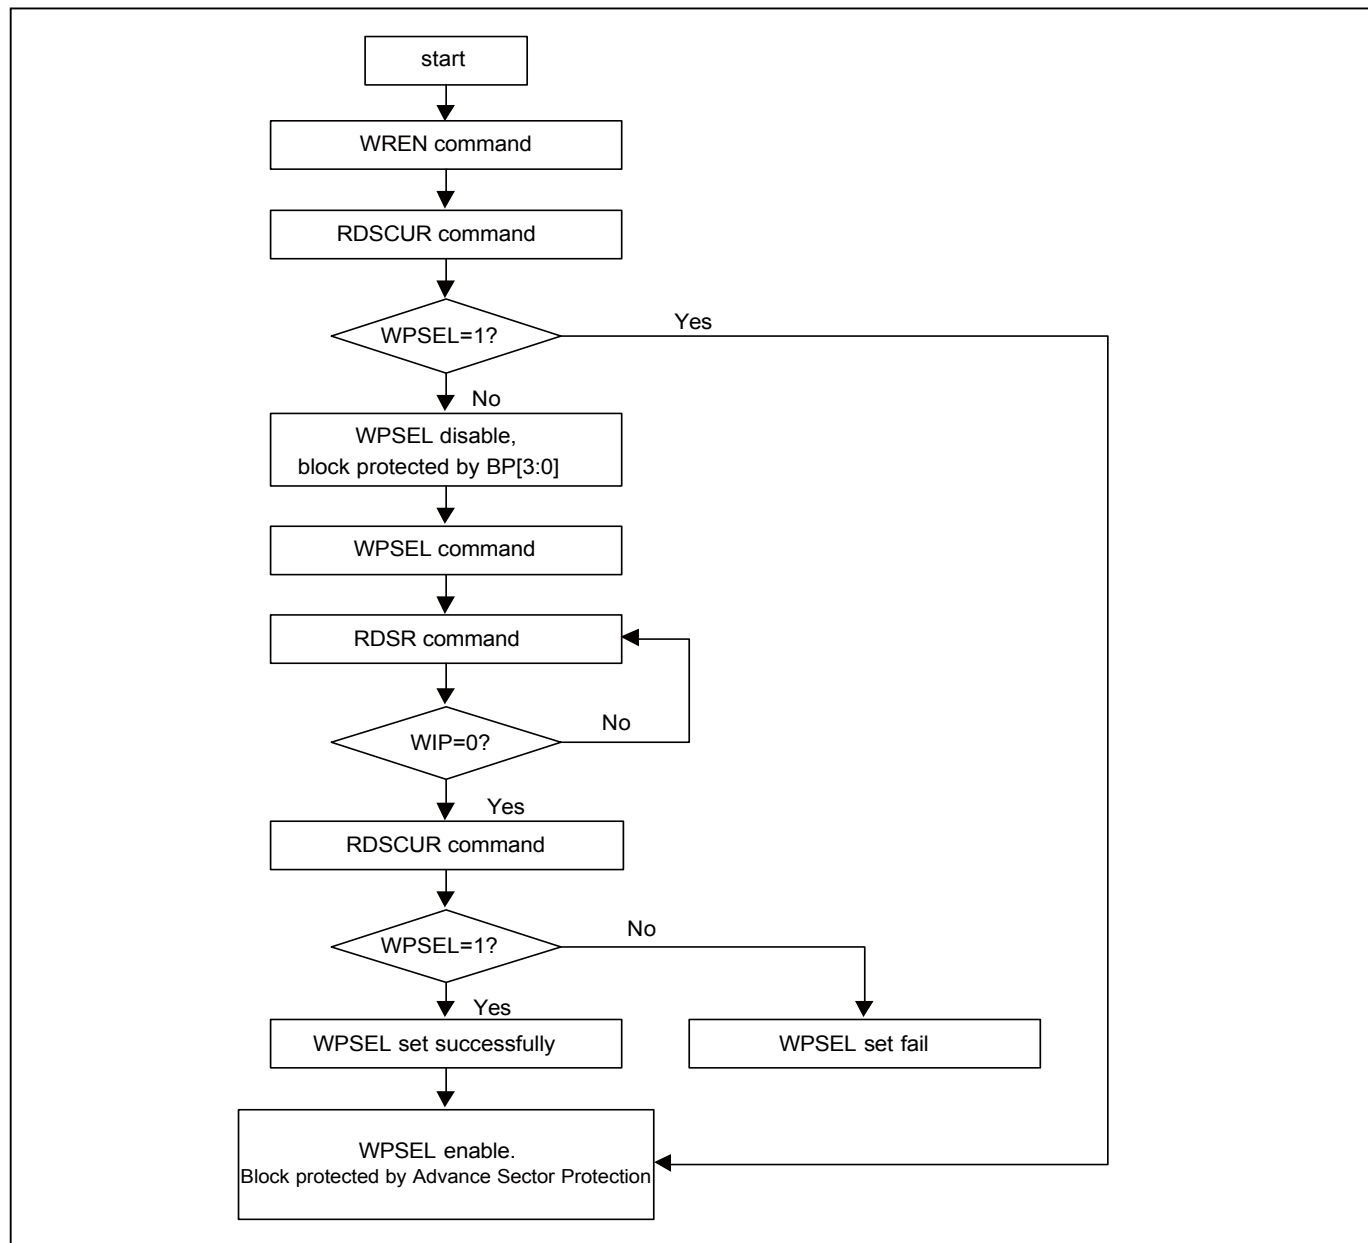 start
WREN command
RDSCUR command
WPSEL=1?
Yes
No
WPSEL disable,
block protected by BP[3:0]
WPSEL command
RDSR command
WIP=0?
No
Yes
RDSCUR command
WPSEL=1?
No
Yes
WPSEL set successfully
WPSEL set fail
WPSEL enable.
Block protected by Advance Sector Protection